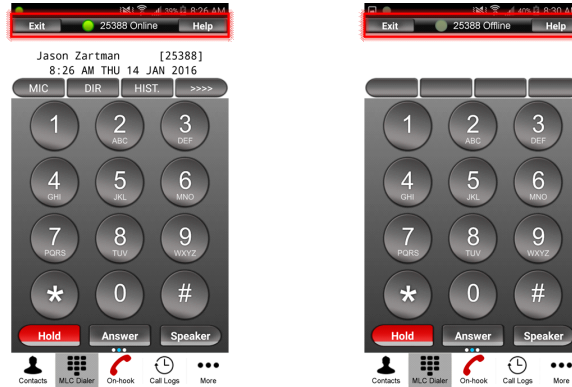 39% 8:26 AM
Exit 25388 Online Help
Jason Zartman [25388]
8:26 AM THU 14 JAN 2016
MIC DIR HIST. >>>>
1 2 ABC 3 DEF
4 GHI 5 JKL 6 MNO
7 PQRS 8 TUV 9 WXYZ
* 0 #
Hold Answer Speaker
Contacts MLC Dialer On-hook Call Logs More
40% 8:30 AM
Exit 25388 Offline Help
1 2 ABC 3 DEF
4 GHI 5 JKL 6 MNO
7 PQRS 8 TUV 9 WXYZ
* 0 #
Hold Answer Speaker
Contacts MLC Dialer On-hook Call Logs More